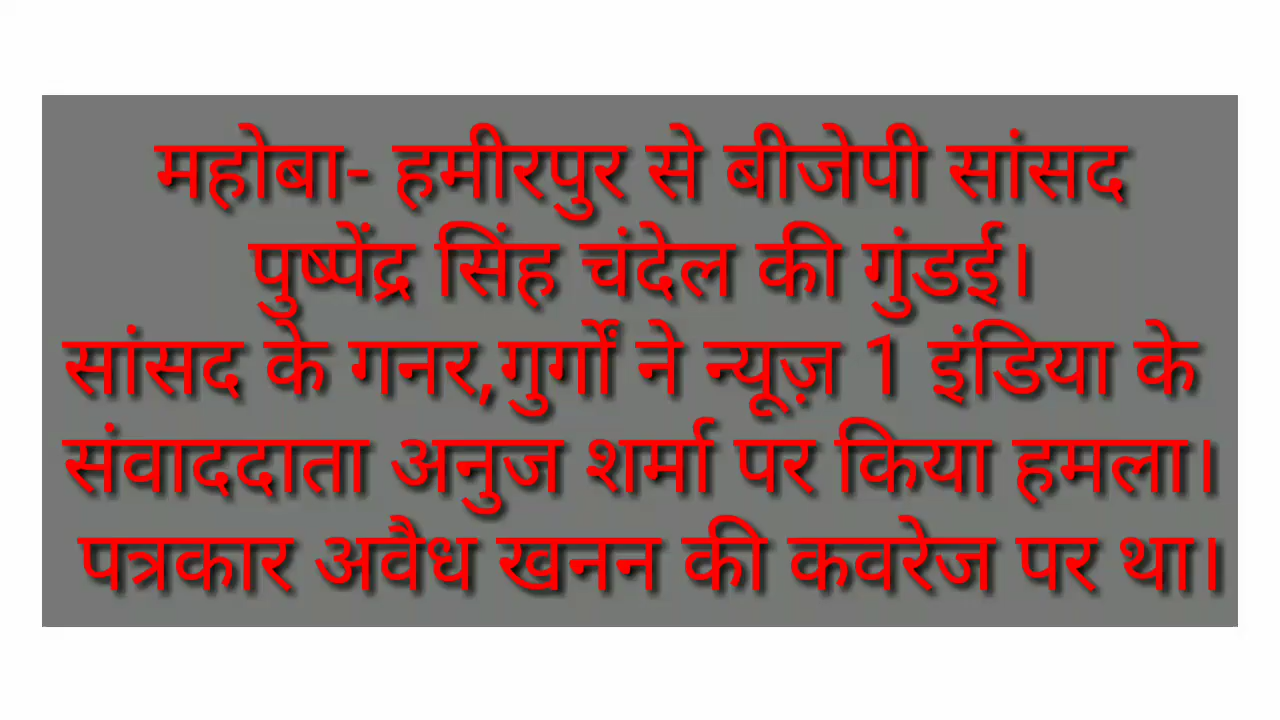 महोबा- हमीरपुर से बीजेपी सांसद
पुष्पेंद्र सिंह चंदेल की गुंडई।
सांसद के गनर,गुर्गों ने न्यूज़ 1 इंडिया के
संवाददाता अनुज शर्मा पर किया हमला।
पत्रकार अवैध खनन की कवरेज पर था।